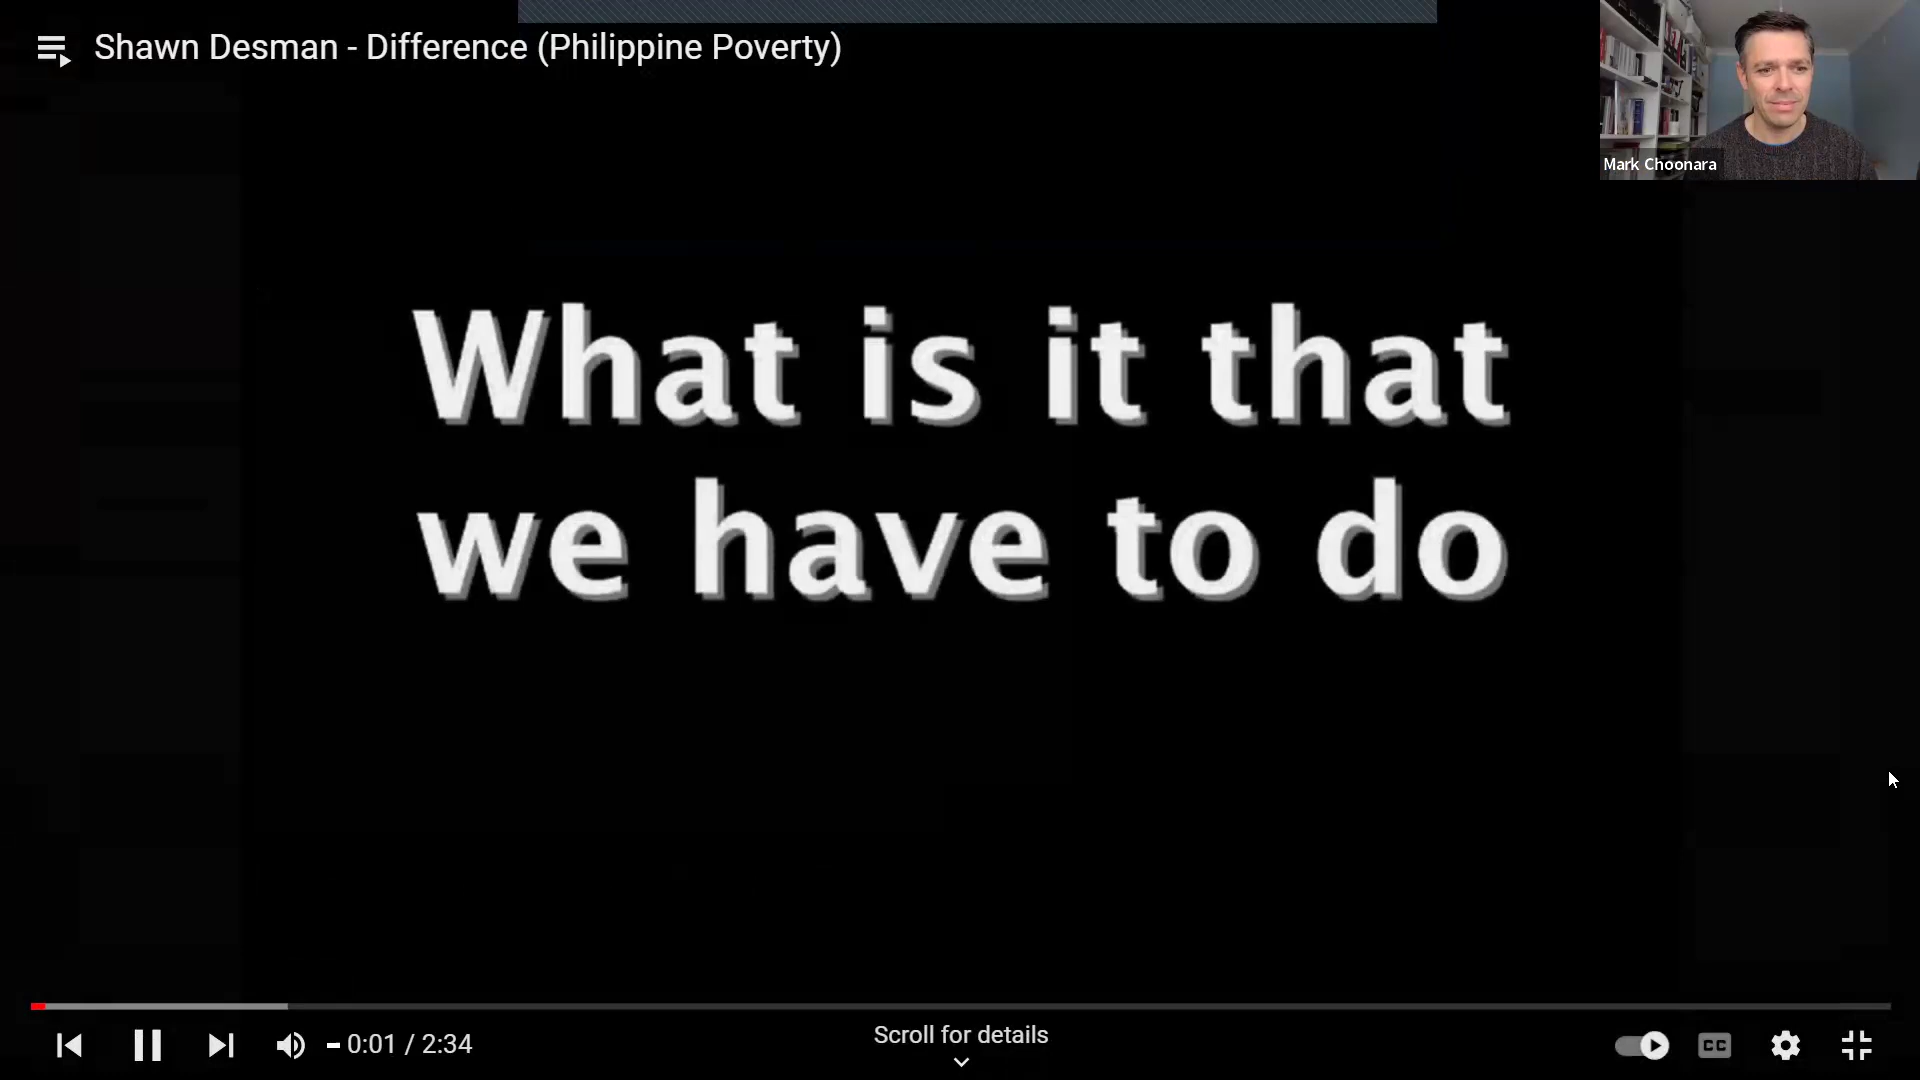 Shawn Desman - Difference (Philippine Poverty)
Mark Choonara
What is it that
we have to do
0:01 / 2:34
Scroll for details
CC